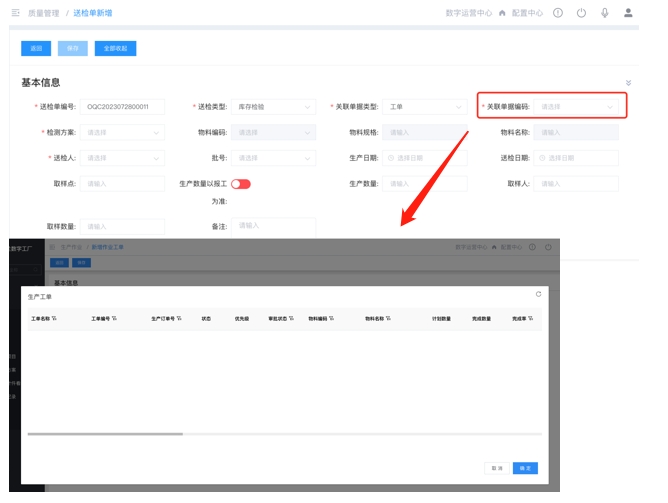 质量管理 / 送检单新增 数字运营中心 配置中心
返回 保存 全部收起
基本信息
* 送检单编号: OQC2023072800011 * 送检类型: 库存检验 * 关联单据类型: 工单 * 关联单据编码: 请选择
* 检测方案: 请选择 物料编码: 请选择 物料规格: 请输入 物料名称: 请输入
* 送检人: 请选择 批号: 请选择 生产日期: 选择日期 送检日期: 选择日期
取样点: 请输入 生产数量以报工为准: 生产数量: 请输入 取样人: 请输入
取样数量: 请输入 备注: 请输入
数字工厂 生产作业 / 新增作业工单 数字运营中心 配置中心
返回 保存
基本信息
生产工单
工单名称 工单编号 生产订单号 状态 优先级 审批状态 物料编码 物料名称 计划数量 完成数量 完成率
取消 确定